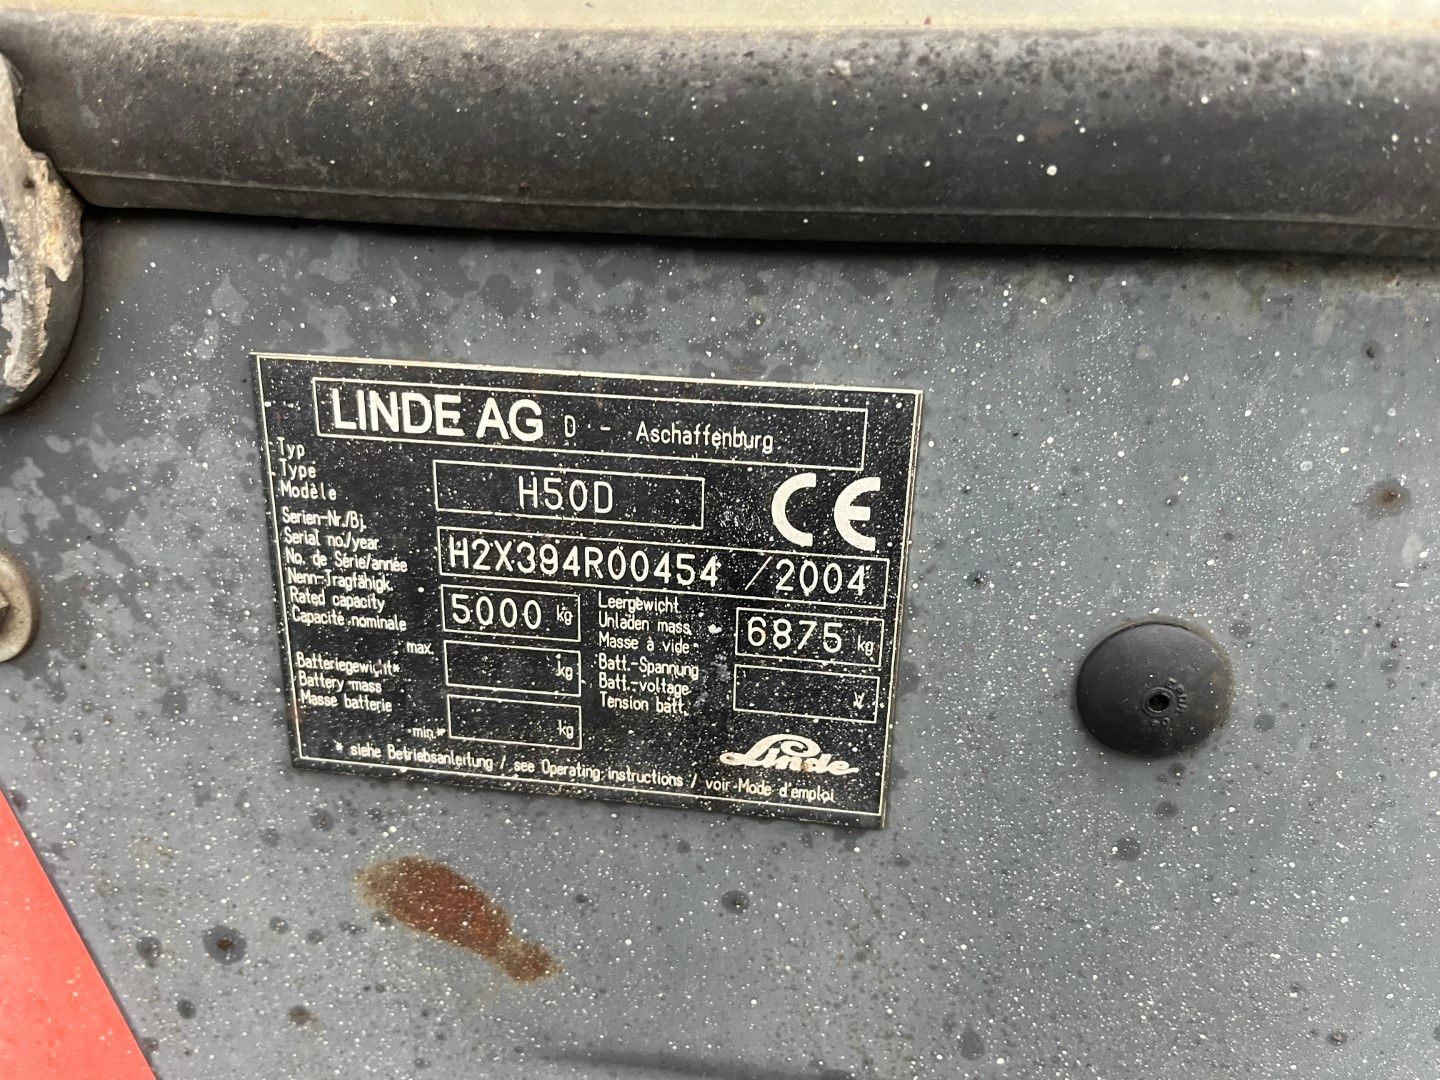 LINDE AG D - Aschaffenburg
Typ
Type
Modèle
H50D
CE
Serien-Nr./Bj.
Serial no./year
No. de Série/année
H2X394R00454 / 2004
Nenn-Tragfähigk.
Rated capacity
Capacité nominale
5000 kg
Leergewicht
Unladen mass
Masse à vide
6875 kg
Batteriegewicht*
Battery mass
Masse batterie
max.
kg
min.*
kg
Batt.-Spannung
Batt.-voltage
Tension batt.
V
Linde
* siehe Betriebsanleitung / see Operating instructions / voir Mode d'emploi